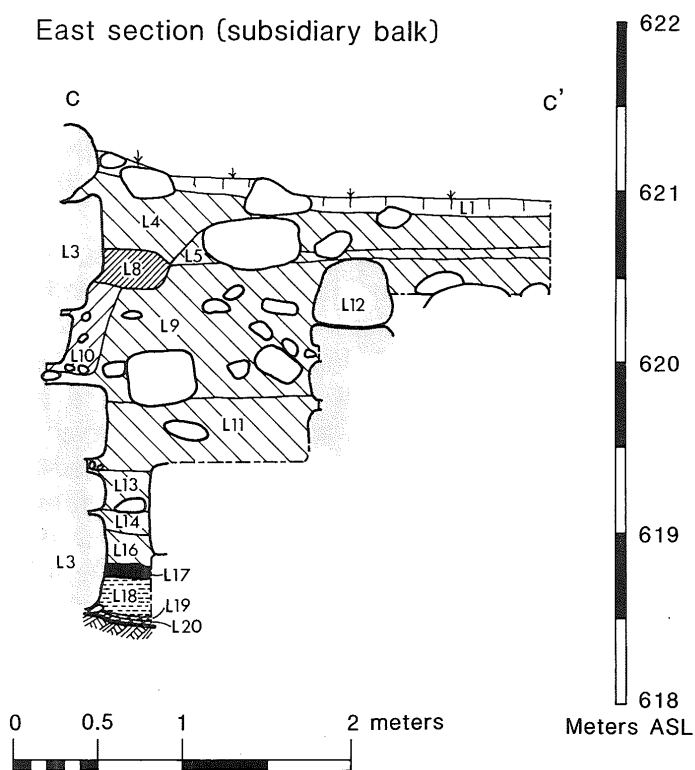 East section (subsidiary balk)
622
C
C'
621
L1
L4
L3
L5
L8
L12
L9
L10
620
L11
L13
L14
619
L16
L3
L17
L18
L19
L20
618
0 0.5 1 2 meters
Meters ASL